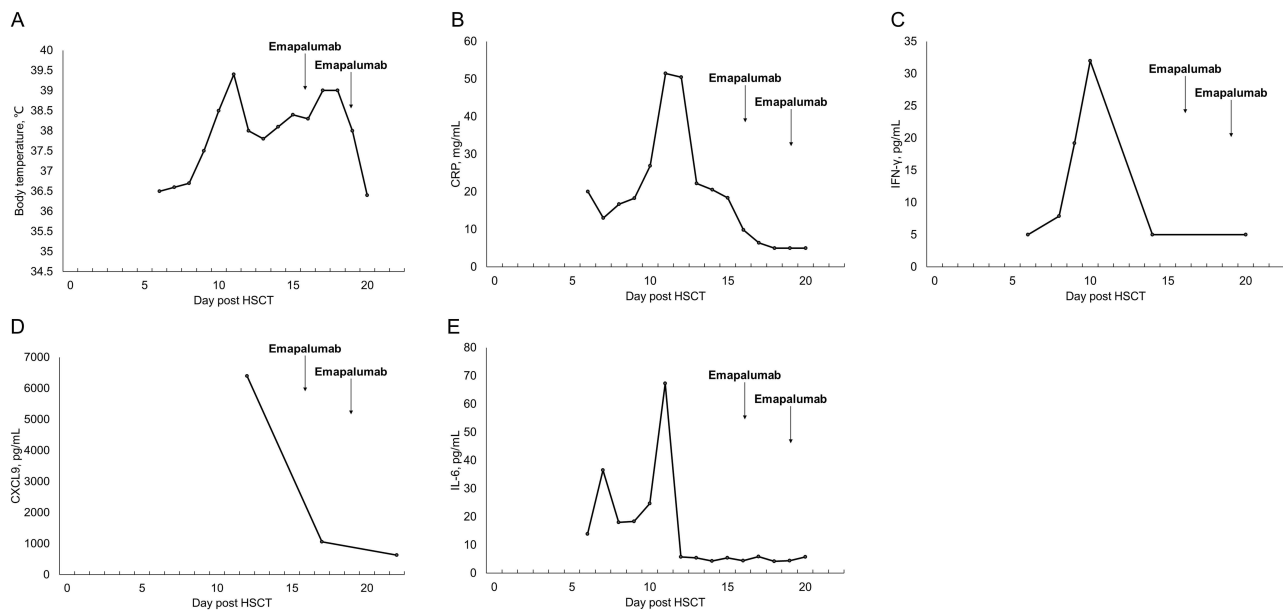 A
Emapalumab
Emapalumab
Body temperature, °C
40
39.5
39
38.5
38
37.5
37
36.5
36
35.5
35
34.5
0 5 10 15 20
Day post HSCT
B
Emapalumab
Emapalumab
CRP, mg/mL
60
50
40
30
20
10
0
0 5 10 15 20
Day post HSCT
C
Emapalumab
Emapalumab
IFN-γ, pg/mL
35
30
25
20
15
10
5
0
0 5 10 15 20
Day post HSCT
D
Emapalumab
Emapalumab
CXCL9, pg/mL
7000
6000
5000
4000
3000
2000
1000
0
0 5 10 15 20
Day post HSCT
E
Emapalumab
Emapalumab
IL-6, pg/mL
80
70
60
50
40
30
20
10
0
0 5 10 15 20
Day post HSCT